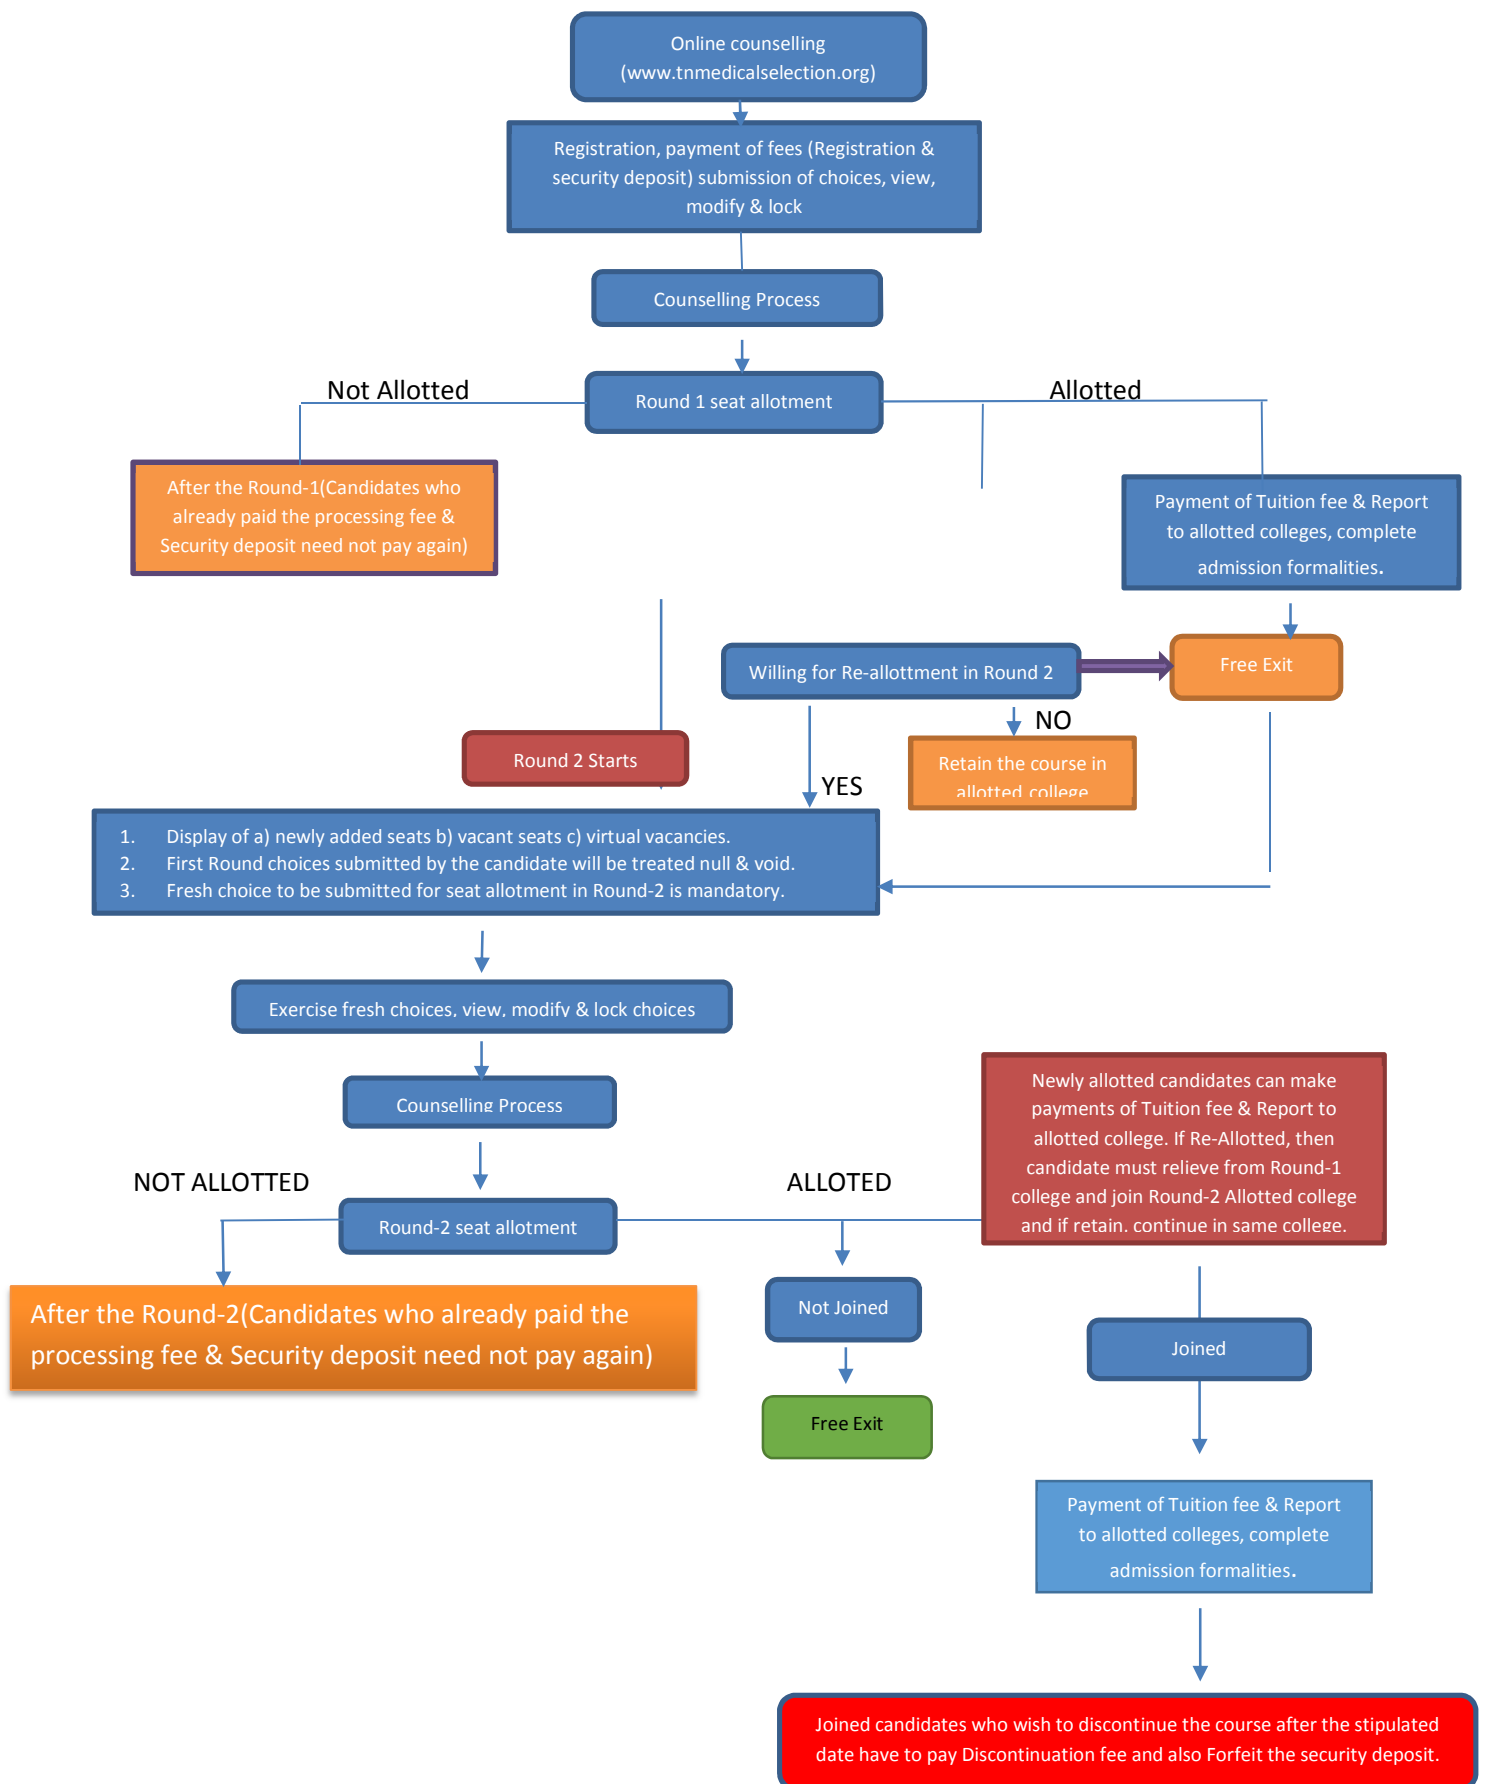 Online counselling
(www.tnmedicalselection.org)
Registration, payment of fees (Registration &
security deposit) submission of choices, view,
modify & lock
Counselling Process
Not Allotted
Round 1 seat allotment
Allotted
After the Round-1(Candidates who
already paid the processing fee &
Security deposit need not pay again)
Payment of Tuition fee & Report
to allotted colleges, complete
admission formalities.
Willing for Re-allottment in Round 2
Free Exit
NO
Round 2 Starts
Retain the course in
allotted college
YES
1. Display of a) newly added seats b) vacant seats c) virtual vacancies.
2. First Round choices submitted by the candidate will be treated null & void.
3. Fresh choice to be submitted for seat allotment in Round-2 is mandatory.
Exercise fresh choices, view, modify & lock choices
Counselling Process
Newly allotted candidates can make
payments of Tuition fee & Report to
allotted college. If Re-Allotted, then
candidate must relieve from Round-1
college and join Round-2 Allotted college
and if retain, continue in same college.
NOT ALLOTTED
ALLOTED
Round-2 seat allotment
After the Round-2(Candidates who already paid the
processing fee & Security deposit need not pay again)
Not Joined
Joined
Free Exit
Payment of Tuition fee & Report
to allotted colleges, complete
admission formalities.
Joined candidates who wish to discontinue the course after the stipulated
date have to pay Discontinuation fee and also Forfeit the security deposit.